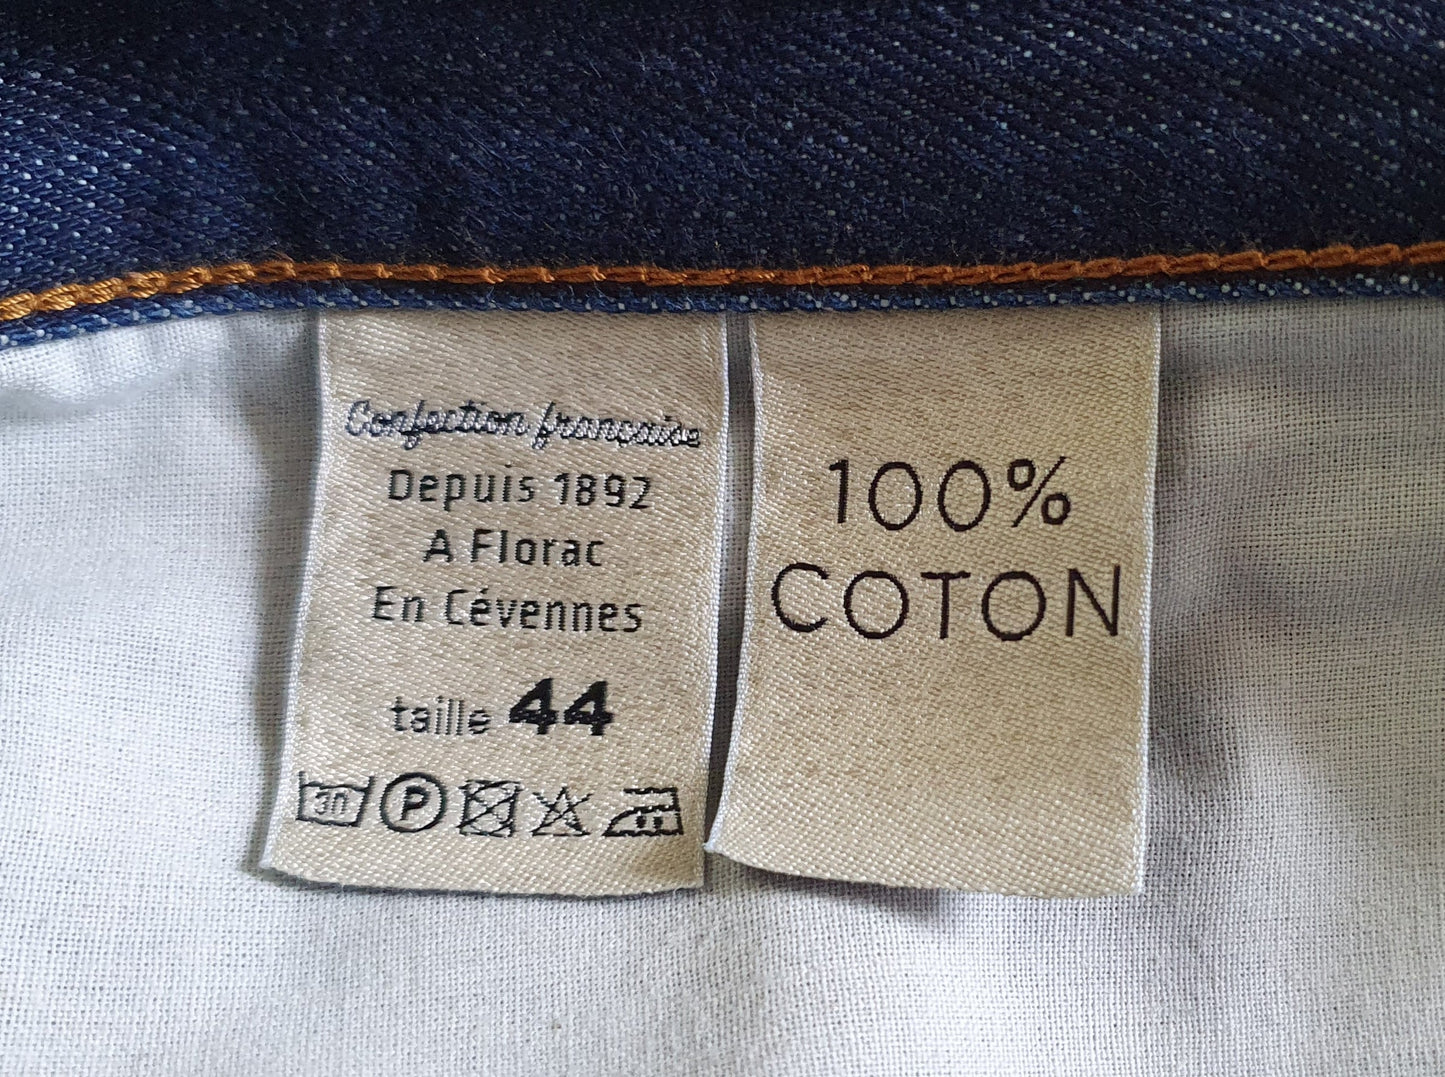 Confection française
Depuis 1892
A Florac
En Cévennes
taille 44
30 P
100%
COTON